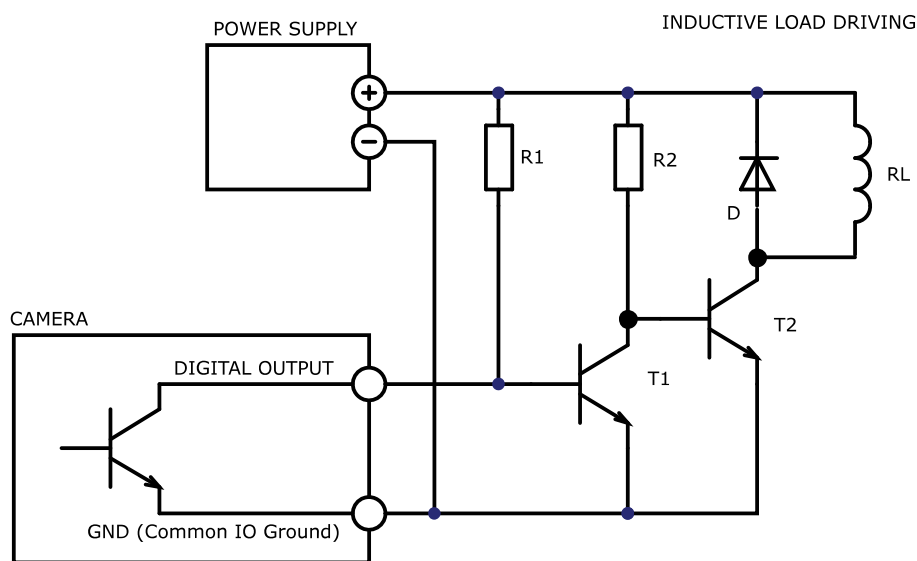 POWER SUPPLY
INDUCTIVE LOAD DRIVING
+
−
R1
R2
RL
D
CAMERA
T2
DIGITAL OUTPUT
T1
GND (Common IO Ground)